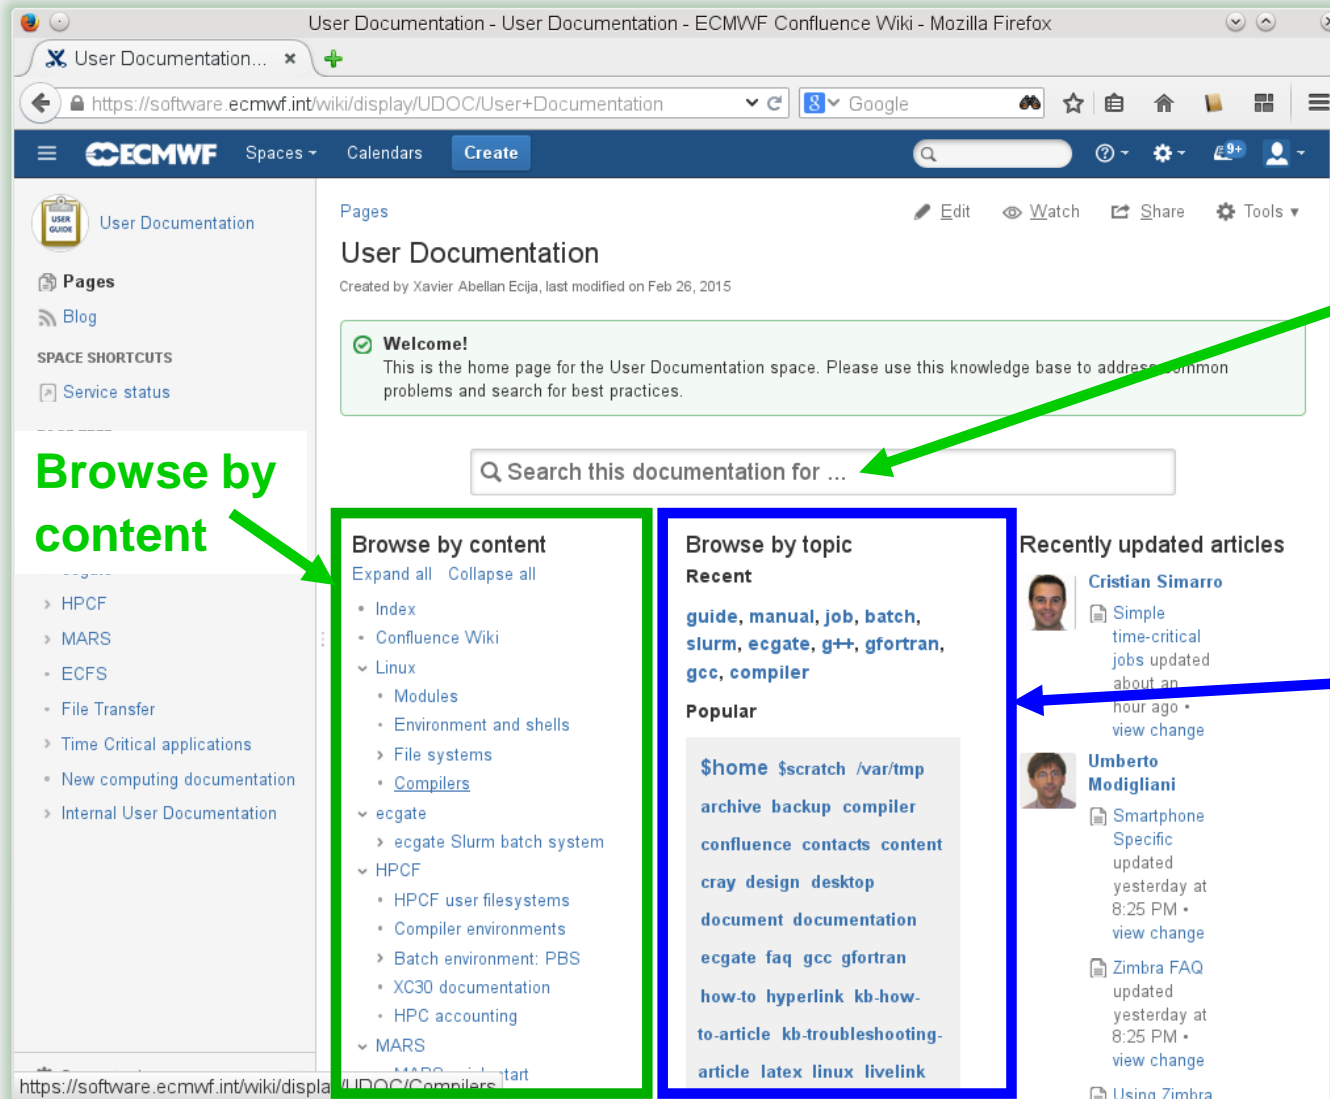 User Documentation - User Documentation - ECMWF Confluence Wiki - Mozilla Firefox
User Documentation...
https://software.ecmwf.int/wiki/display/UDOC/User+Documentation
8 Google
ECMWF Spaces Calendars Create
9+
USER GUIDE
User Documentation
Pages
Blog
SPACE SHORTCUTS
Service status
Browse by
content
HPCF
MARS
ECFS
File Transfer
Time Critical applications
New computing documentation
Internal User Documentation
Pages
Edit Watch Share Tools
User Documentation
Created by Xavier Abellan Ecija, last modified on Feb 26, 2015
Welcome!
This is the home page for the User Documentation space. Please use this knowledge base to address common
problems and search for best practices.
Search this documentation for ...
Browse by content
Expand all Collapse all
Index
Confluence Wiki
Linux
Modules
Environment and shells
File systems
Compilers
ecgate
ecgate Slurm batch system
HPCF
HPCF user filesystems
Compiler environments
Batch environment: PBS
XC30 documentation
HPC accounting
MARS
Browse by topic
Recent
guide, manual, job, batch,
slurm, ecgate, g++, gfortran,
gcc, compiler
Popular
$home $scratch /var/tmp
archive backup compiler
confluence contacts content
cray design desktop
document documentation
ecgate faq gcc gfortran
how-to hyperlink kb-how-
to-article kb-troubleshooting-
article latex linux livelink
Recently updated articles
Cristian Simarro
Simple
time-critical
jobs updated
about an
hour ago •
view change
Umberto
Modigliani
Smartphone
Specific
updated
yesterday at
8:25 PM •
view change
Zimbra FAQ
updated
yesterday at
8:25 PM •
view change
Using Zimbra
https://software.ecmwf.int/wiki/display/UDOC/Compilers